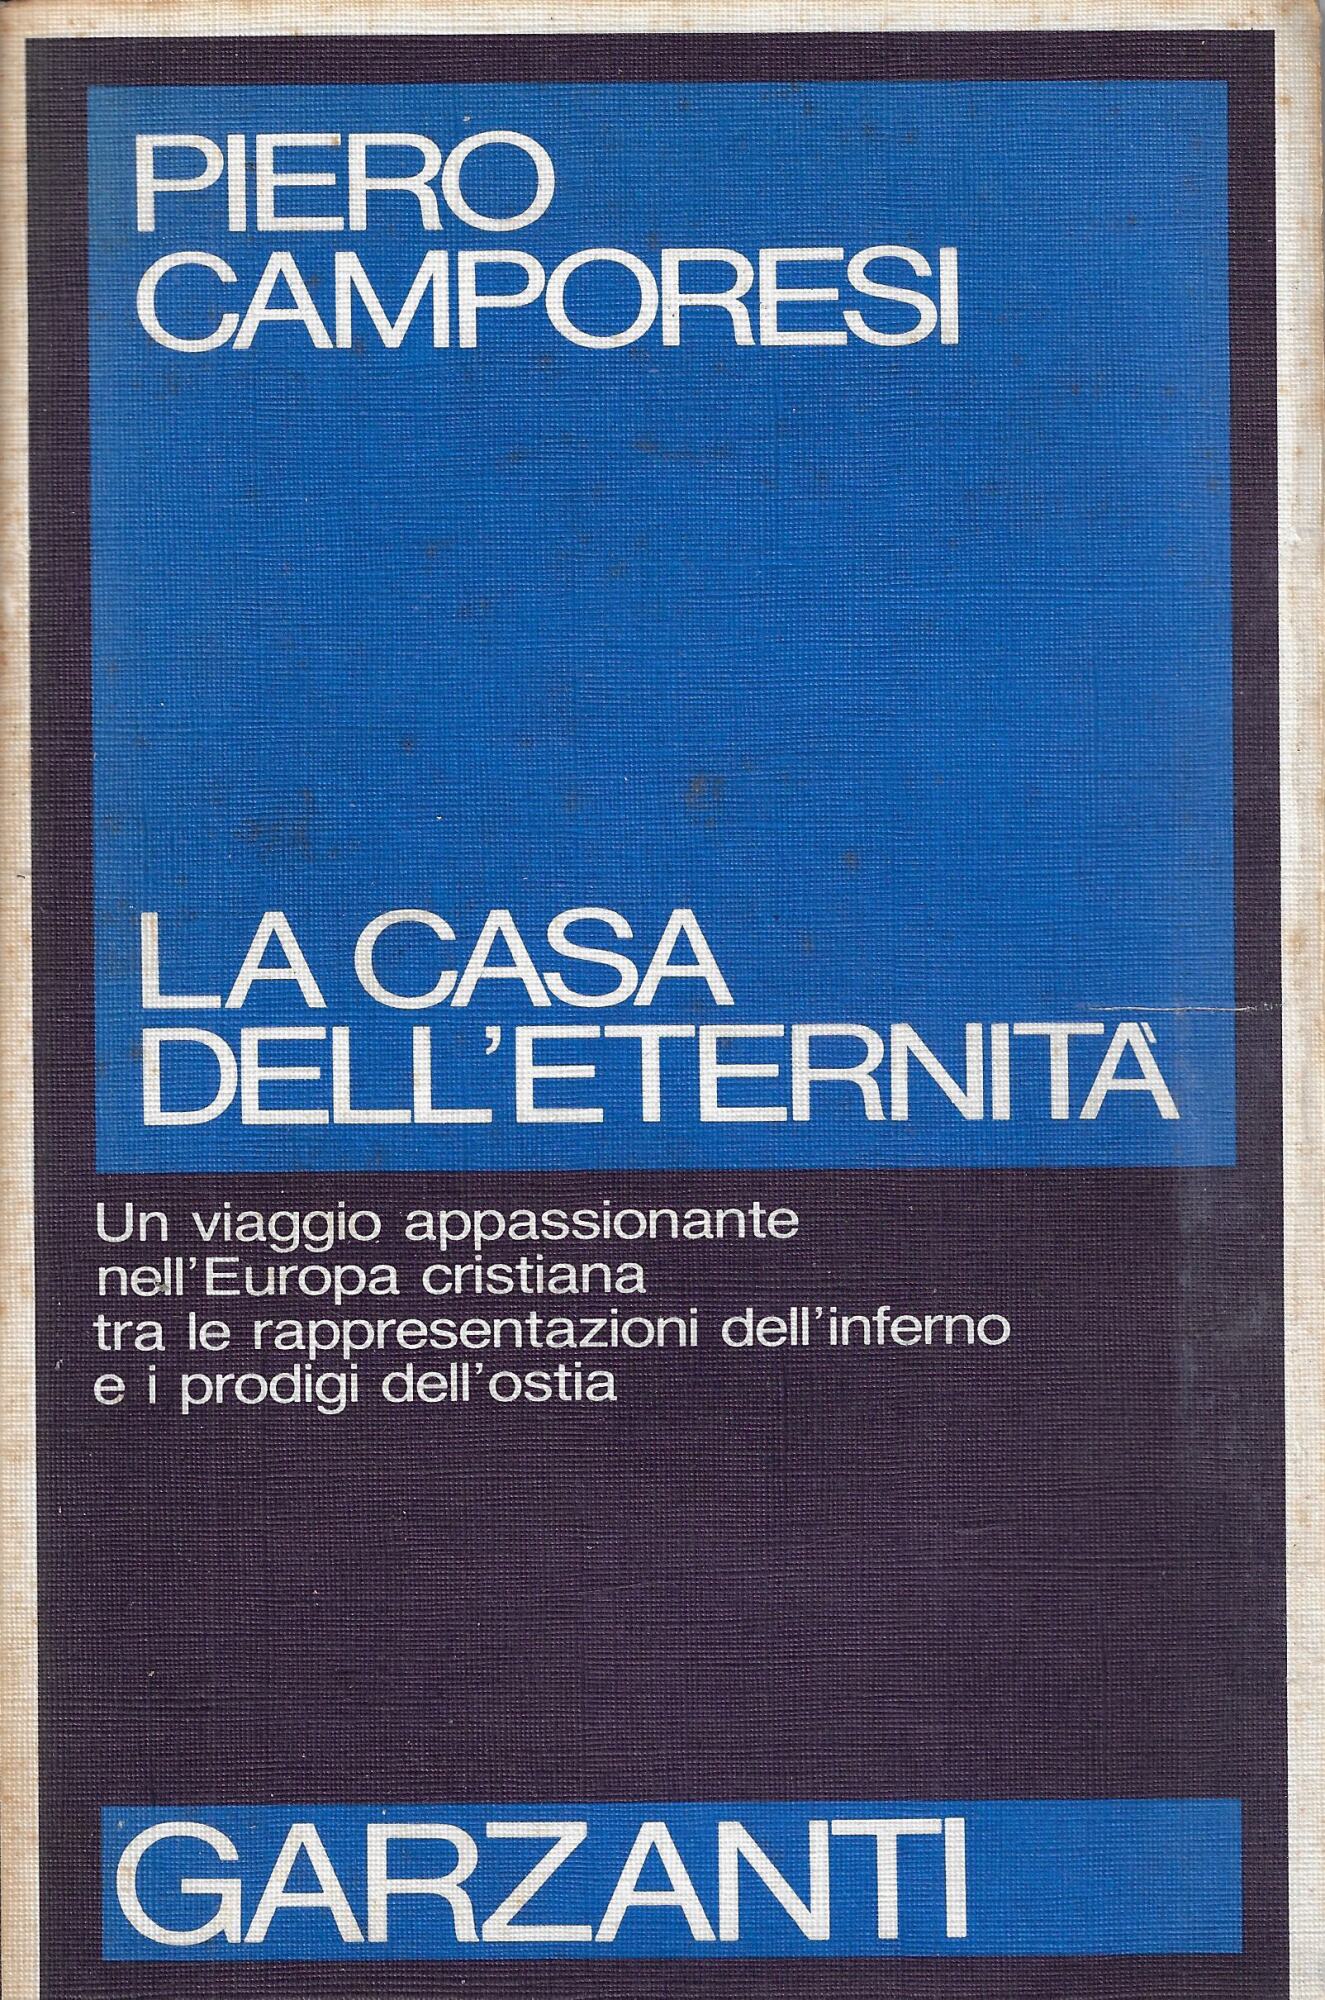 PIERO
CAMPORESI
LA CASA
DELL'ETERNITÀ
Un viaggio appassionante
nell'Europa cristiana
tra le rappresentazioni dell'inferno
e i prodigi dell'ostia
GARZANTI